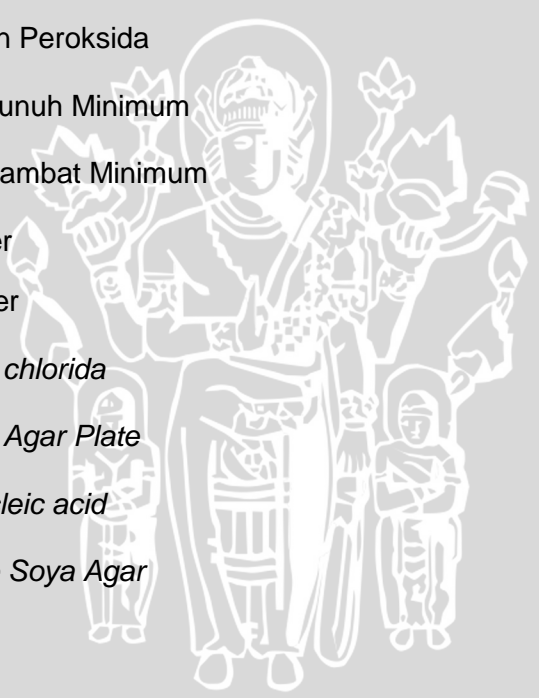 n Peroksida
unuh Minimum
ambat Minimum
er
er
chlorida
Agar Plate
leic acid
Soya Agar